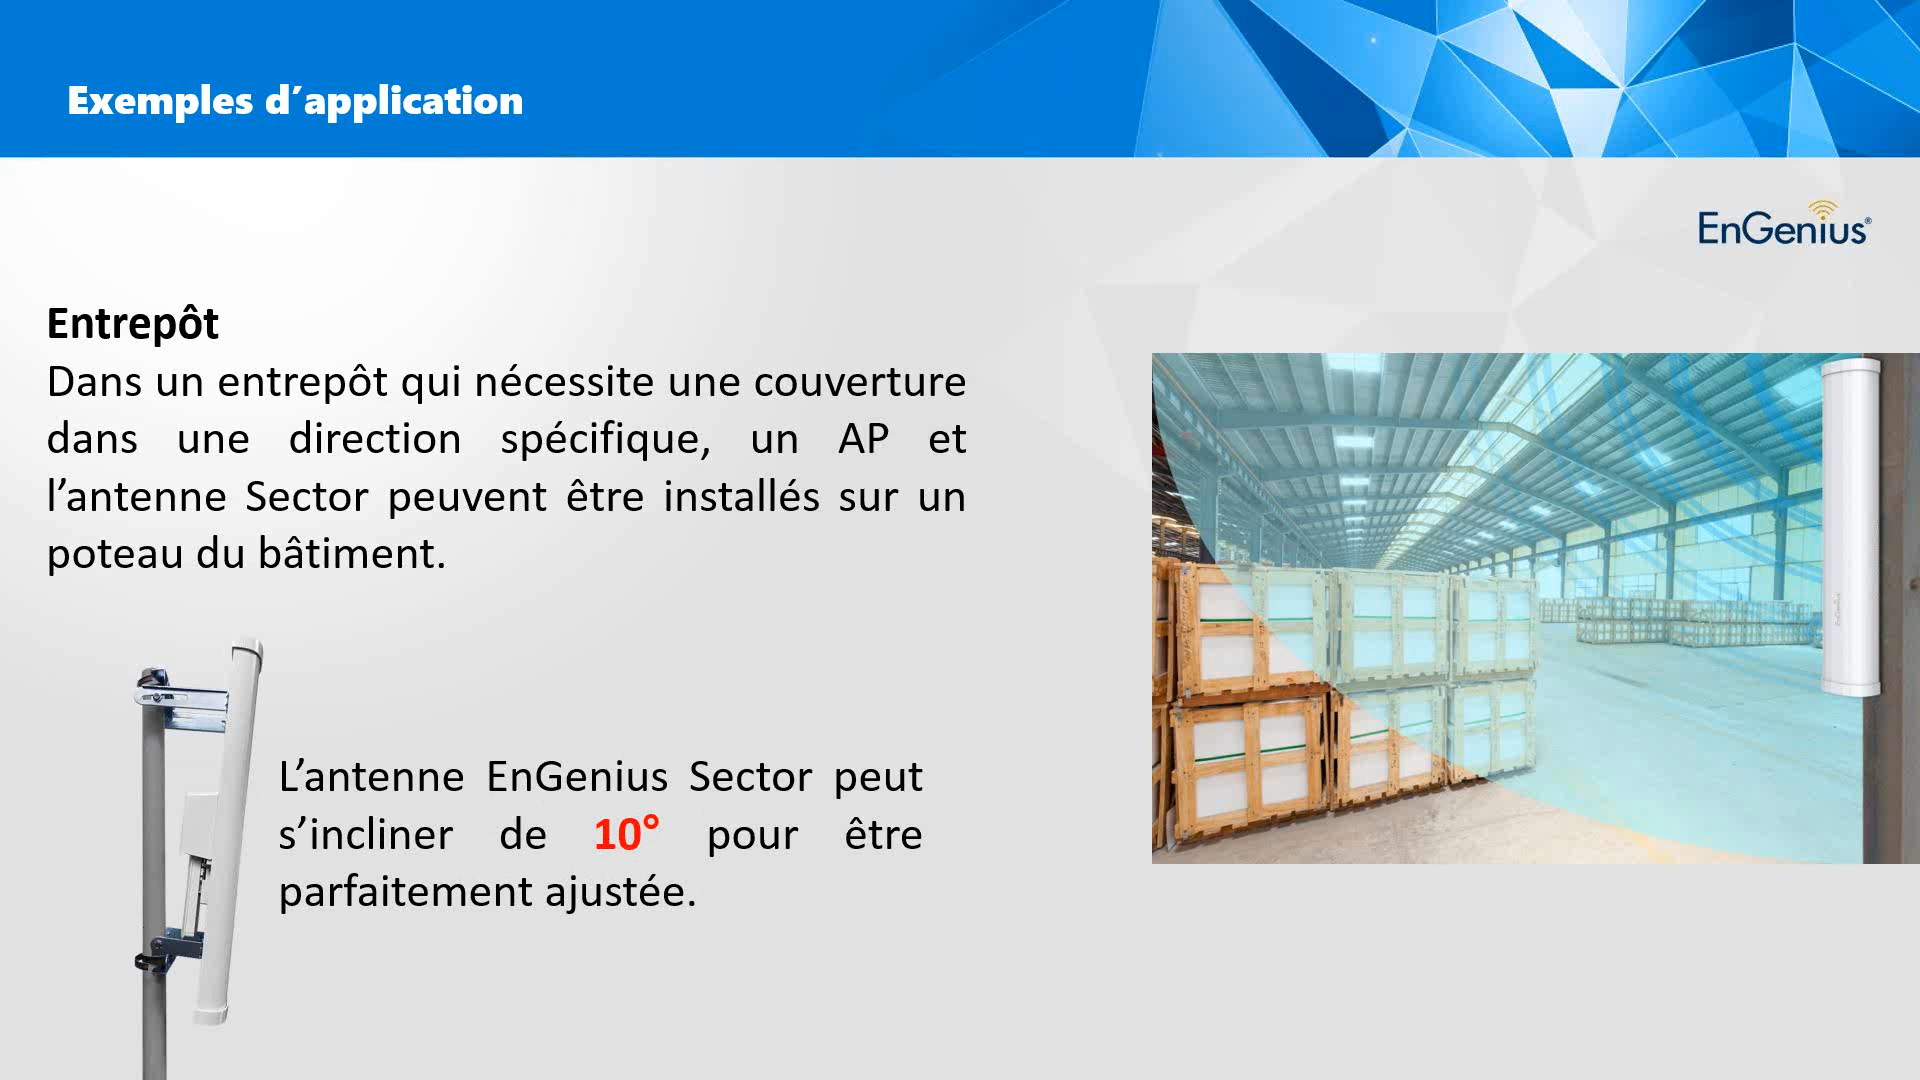 Exemples d’application
EnGenius®
Entrepôt
Dans un entrepôt qui nécessite une couverture
dans une direction spécifique, un AP et
l’antenne Sector peuvent être installés sur un
poteau du bâtiment.
L’antenne EnGenius Sector peut
s’incliner de 10° pour être
parfaitement ajustée.
EnGenius